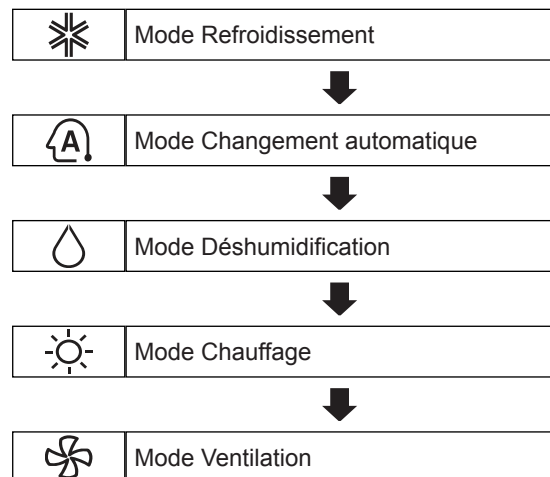 Mode Refroidissement
A
Mode Changement automatique
Mode Déshumidification
Mode Chauffage
Mode Ventilation